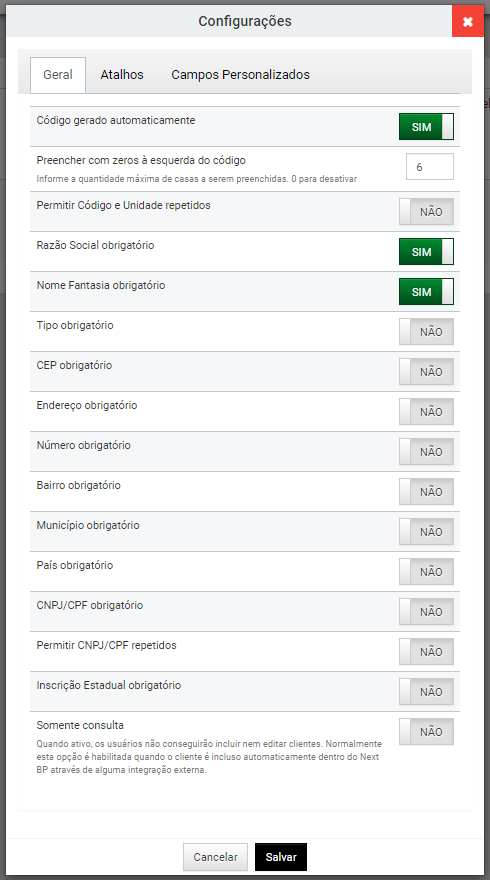 Configurações
Geral
Atalhos
Campos Personalizados
Código gerado automaticamente
SIM
Preencher com zeros à esquerda do código
6
Informe a quantidade máxima de casas a serem preenchidas. 0 para desativar
Permitir Código e Unidade repetidos
NÃO
Razão Social obrigatório
SIM
Nome Fantasia obrigatório
SIM
Tipo obrigatório
NÃO
CEP obrigatório
NÃO
Endereço obrigatório
NÃO
Número obrigatório
NÃO
Bairro obrigatório
NÃO
Município obrigatório
NÃO
País obrigatório
NÃO
CNPJ/CPF obrigatório
NÃO
Permitir CNPJ/CPF repetidos
NÃO
Inscrição Estadual obrigatório
NÃO
Somente consulta
NÃO
Quando ativo, os usuários não conseguirão incluir nem editar clientes. Normalmente
esta opção é habilitada quando o cliente é incluso automaticamente dentro do Next
BP através de alguma integração externa.
Cancelar
Salvar